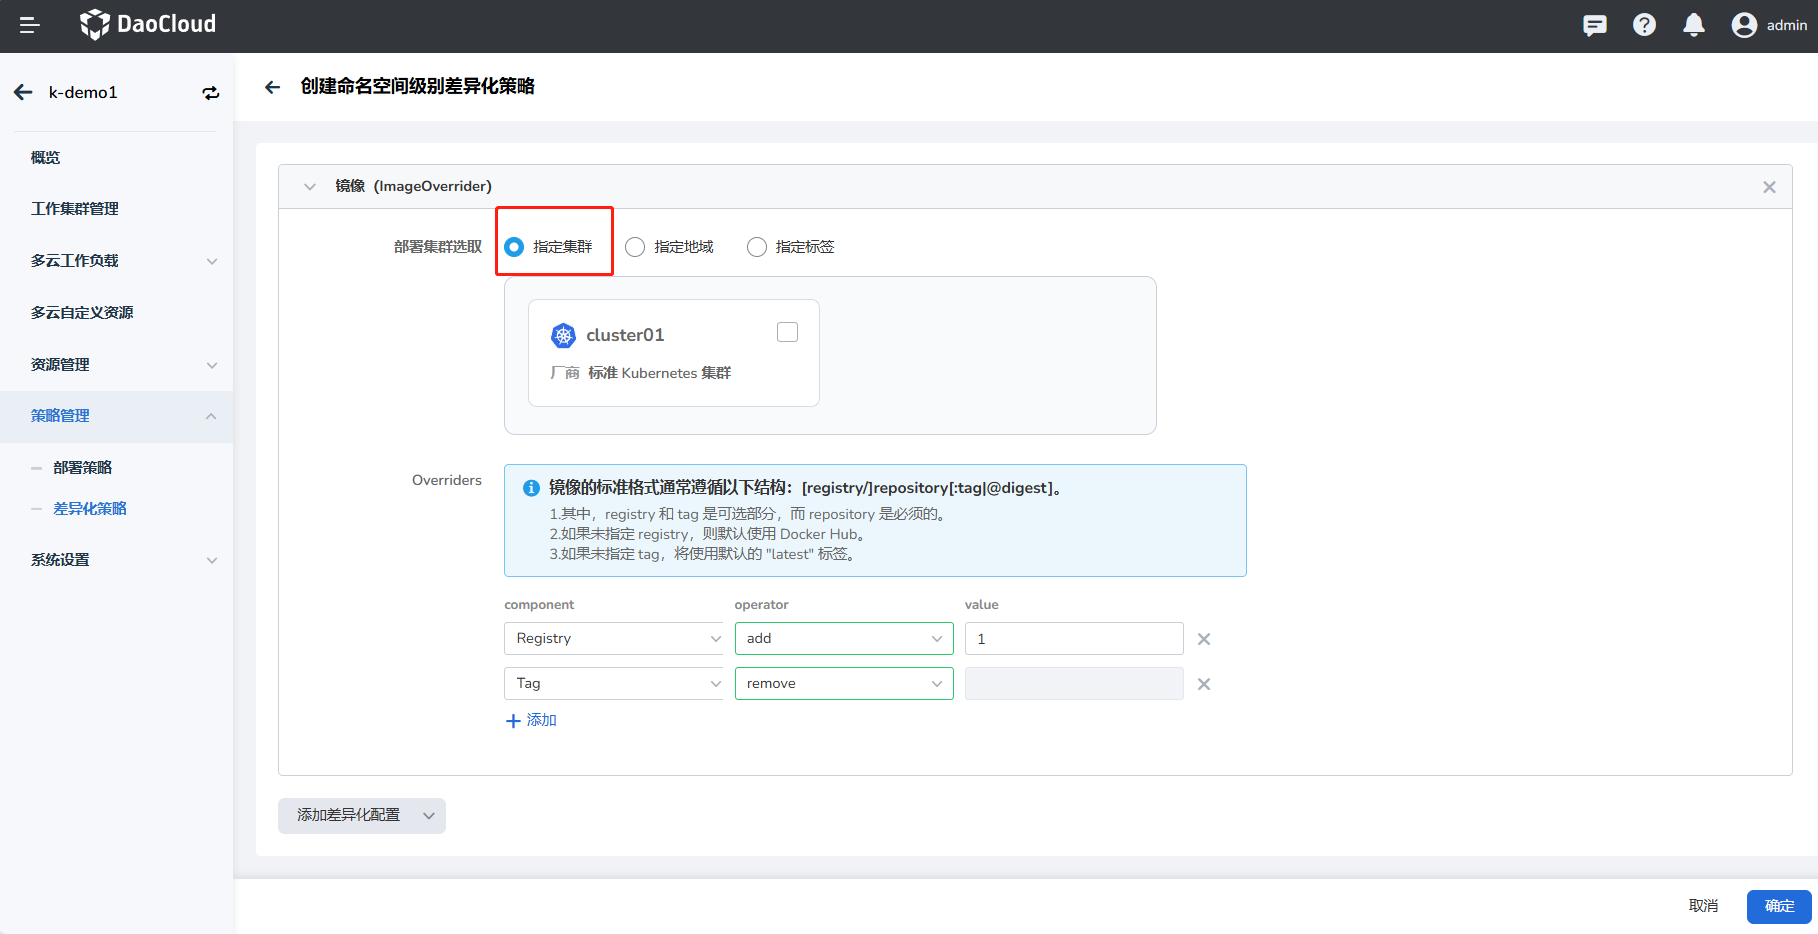 DaoCloud
admin
k-demo1
概览
工作集群管理
多云工作负载
多云自定义资源
资源管理
策略管理
部署策略
差异化策略
系统设置
创建命名空间级别差异化策略
镜像 (ImageOverrider)
部署集群选取
指定集群
指定地域
指定标签
cluster01
厂商 标准 Kubernetes 集群
Overriders
镜像的标准格式通常遵循以下结构：[registry/]repository[:tag|@digest]。
1.其中，registry 和 tag 是可选部分，而 repository 是必须的。
2.如果未指定 registry，则默认使用 Docker Hub。
3.如果未指定 tag，将使用默认的 "latest" 标签。
component operator value
Registry add 1
Tag remove
添加
添加差异化配置
取消 确定